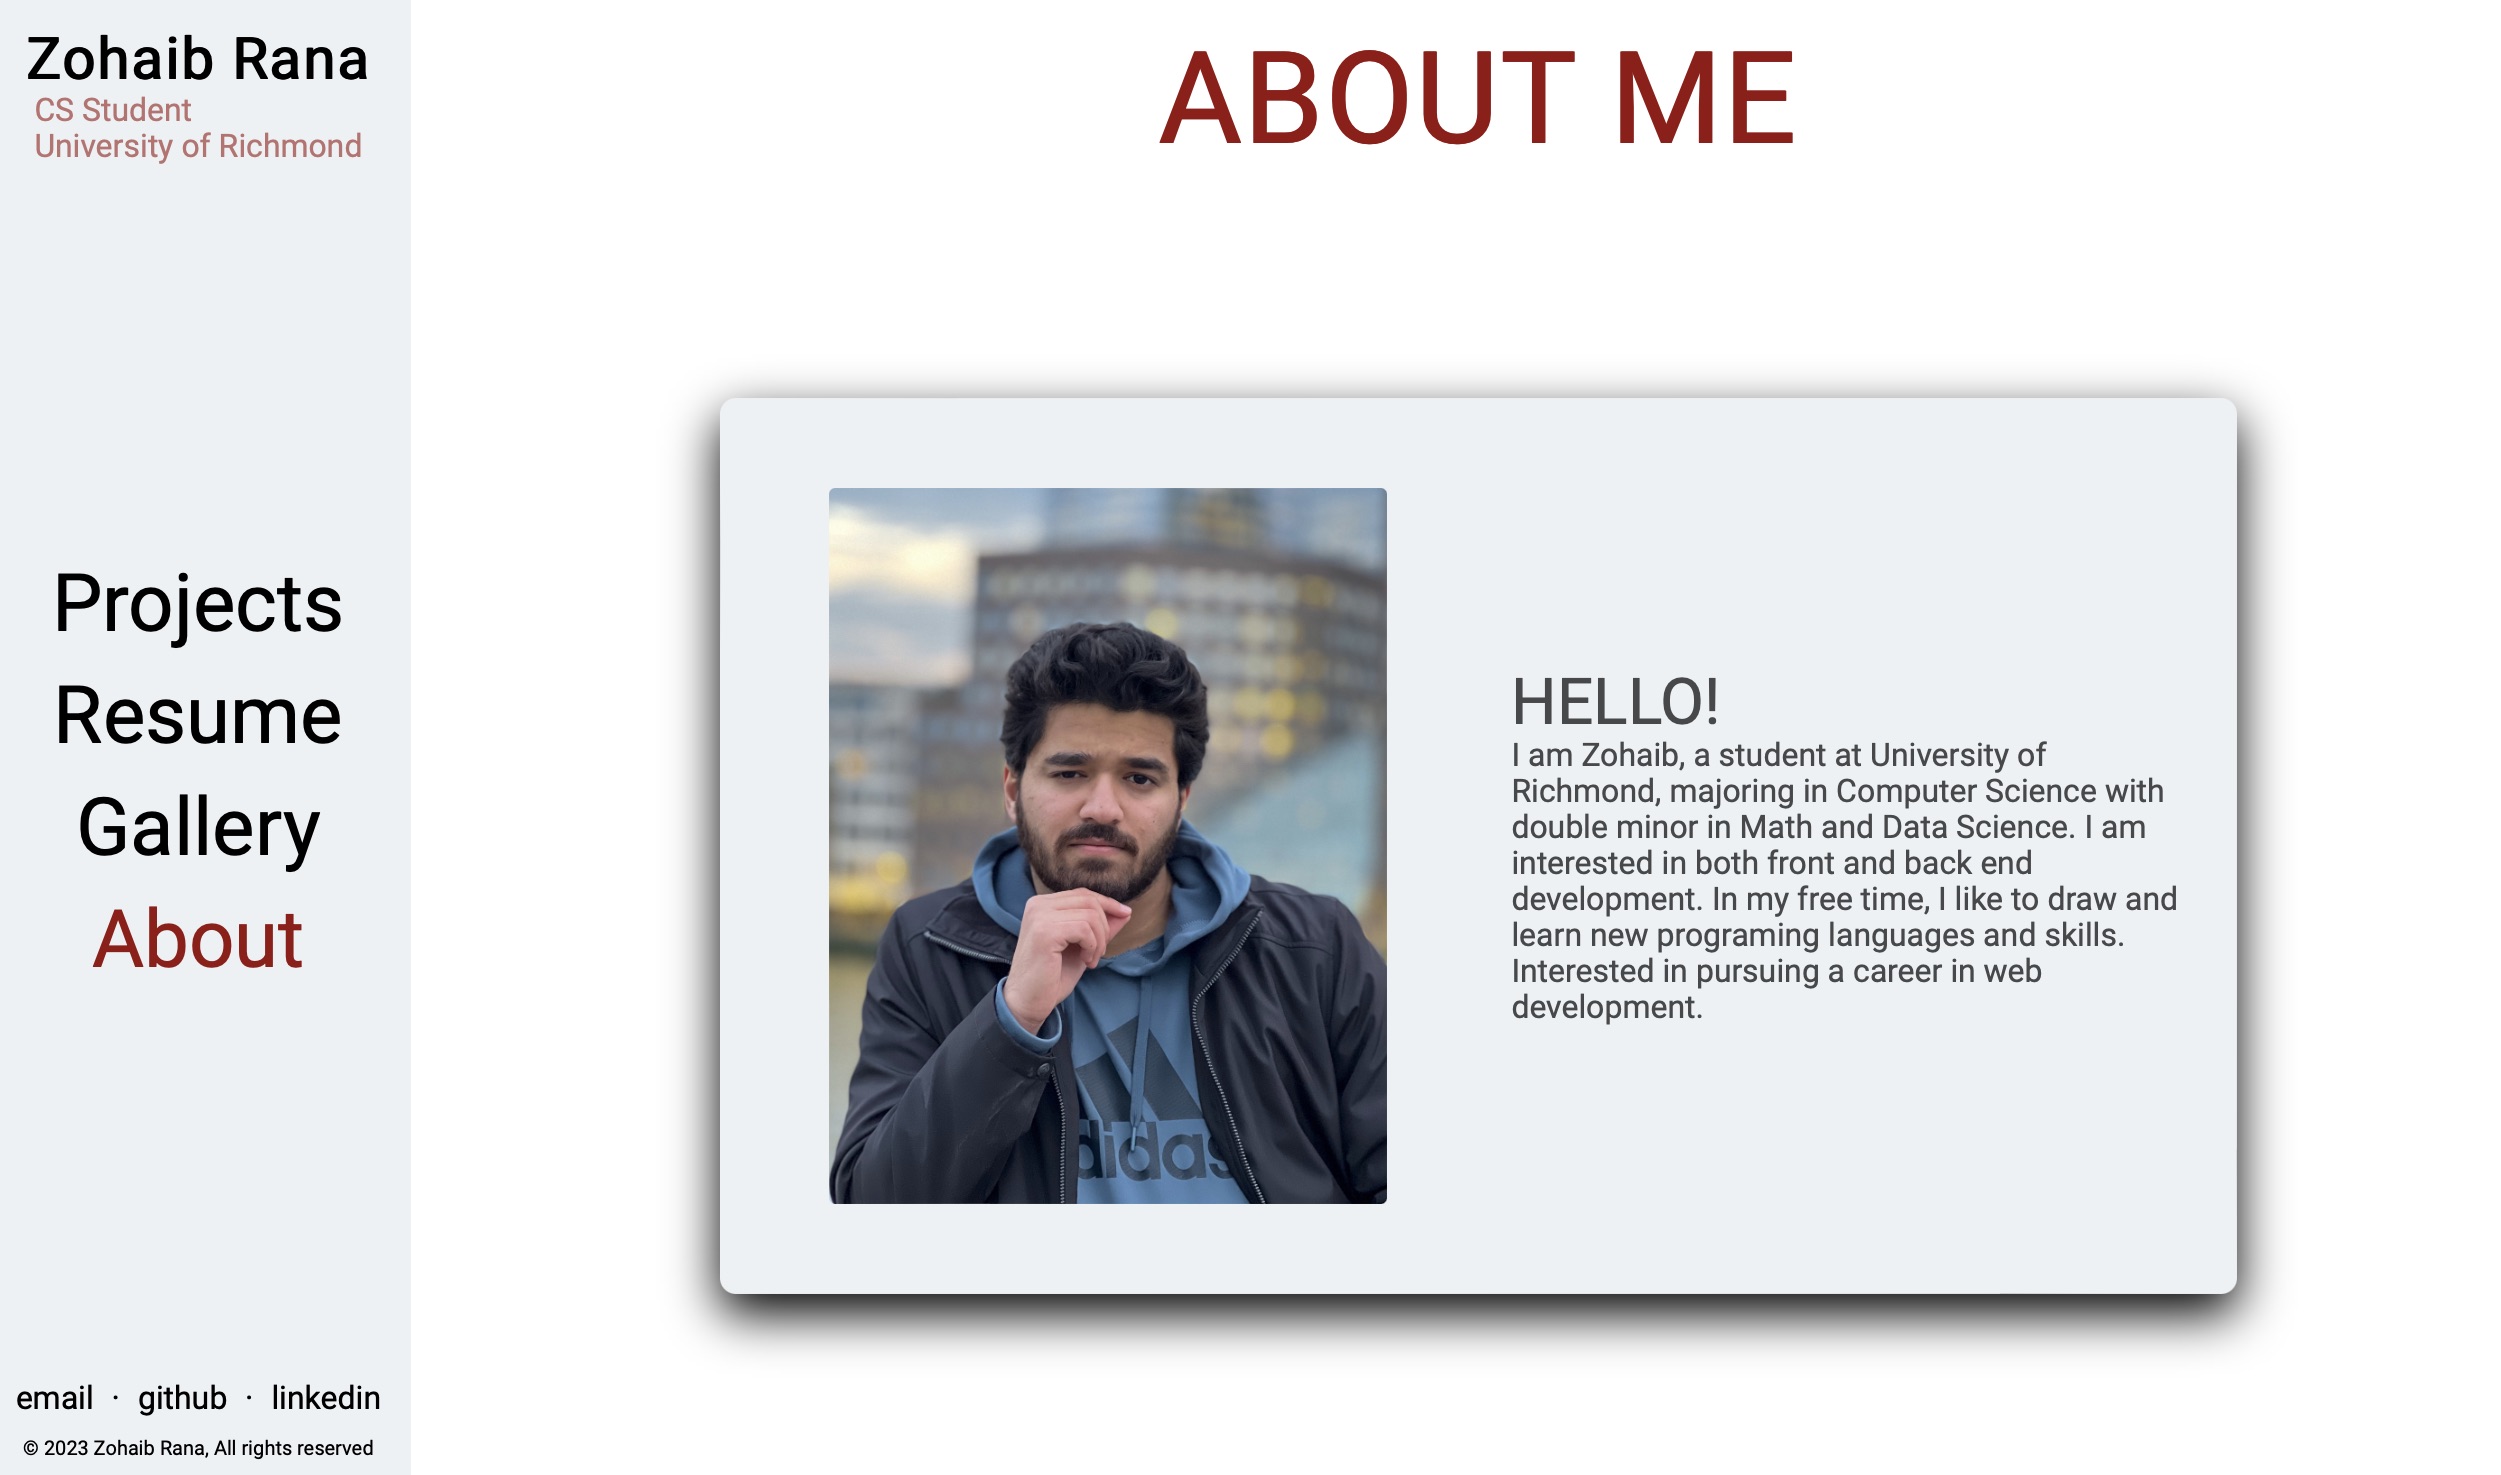 Zohaib Rana
CS Student
University of Richmond
Projects
Resume
Gallery
About
email · github · linkedin
© 2023 Zohaib Rana, All rights reserved
ABOUT ME
HELLO!
I am Zohaib, a student at University of
Richmond, majoring in Computer Science with
double minor in Math and Data Science. I am
interested in both front and back end
development. In my free time, I like to draw and
learn new programing languages and skills.
Interested in pursuing a career in web
development.
didas